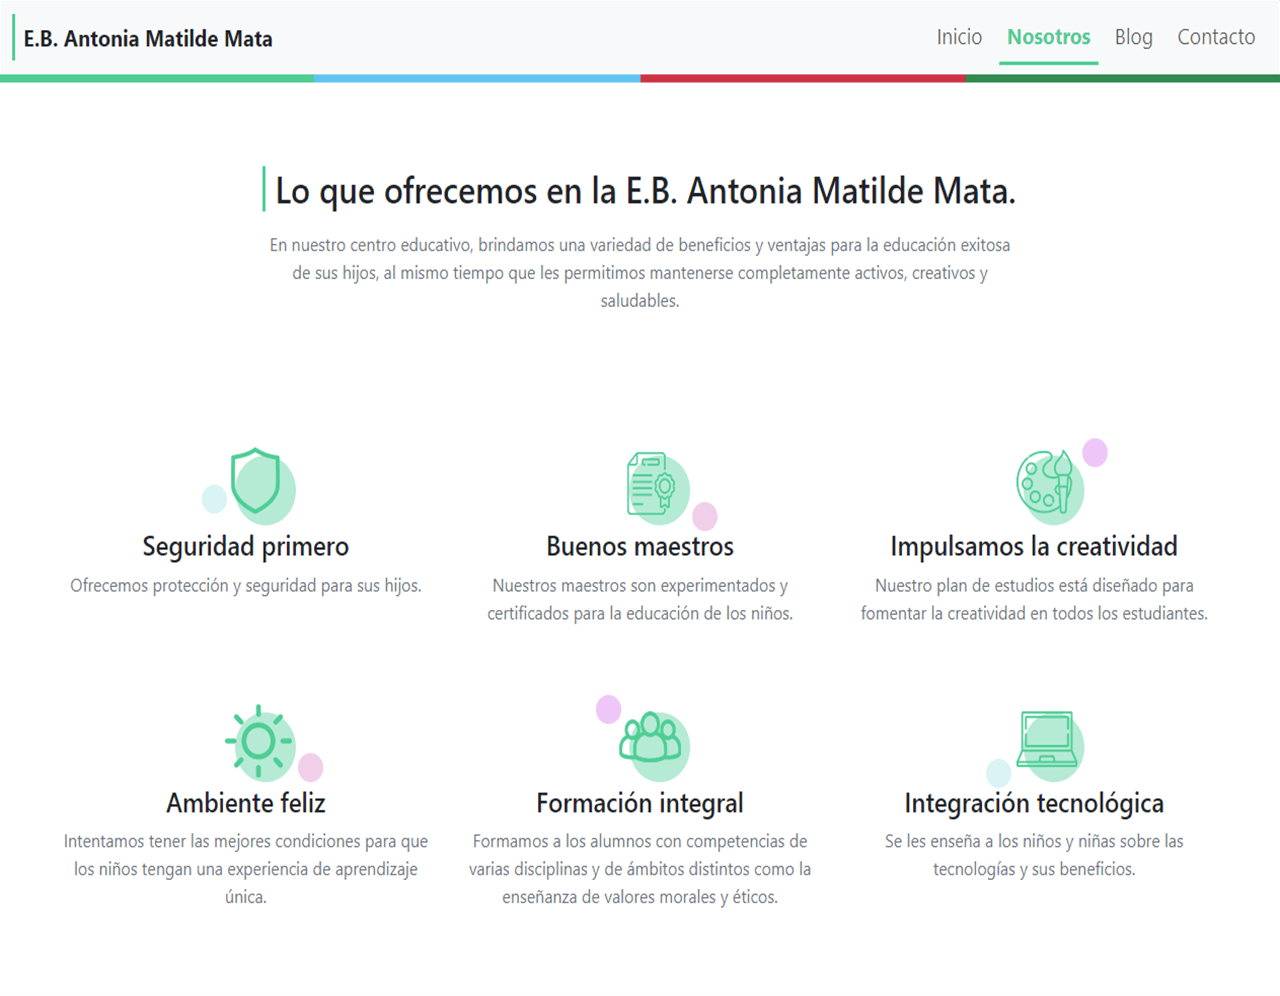 E.B. Antonia Matilde Mata
Inicio Nosotros Blog Contacto
Lo que ofrecemos en la E.B. Antonia Matilde Mata.
En nuestro centro educativo, brindamos una variedad de beneficios y ventajas para la educación exitosa
de sus hijos, al mismo tiempo que les permitimos mantenerse completamente activos, creativos y
saludables.
Seguridad primero
Ofrecemos protección y seguridad para sus hijos.
Buenos maestros
Nuestros maestros son experimentados y
certificados para la educación de los niños.
Impulsamos la creatividad
Nuestro plan de estudios está diseñado para
fomentar la creatividad en todos los estudiantes.
Ambiente feliz
Intentamos tener las mejores condiciones para que
los niños tengan una experiencia de aprendizaje
única.
Formación integral
Formamos a los alumnos con competencias de
varias disciplinas y de ámbitos distintos como la
enseñanza de valores morales y éticos.
Integración tecnológica
Se les enseña a los niños y niñas sobre las
tecnologías y sus beneficios.